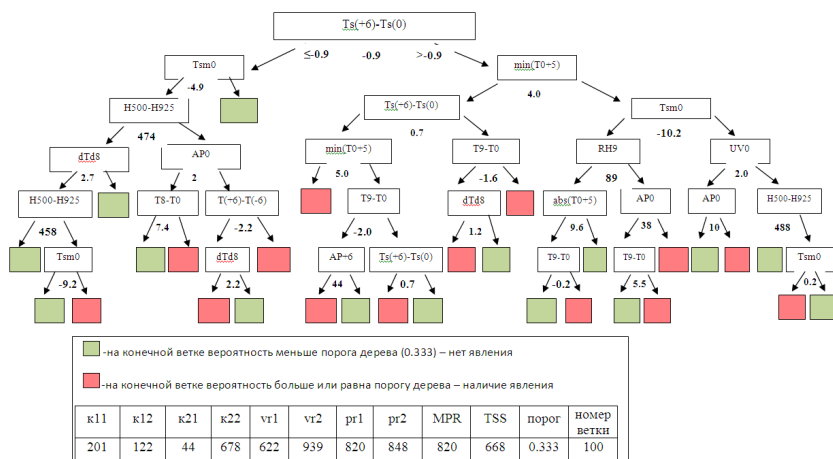 Ts(+6)-Ts(0)
≤-0.9 -0.9 >-0.9
Tsm0 min(T0+5)
-4.9 4.0
H500-H925 Ts(+6)-Ts(0) Tsm0
474 0.7 -10.2
dTd8 AP0 min(T0+5) T9-T0 RH9 UV0
2.7 2 5.0 -1.6 89 2.0
H500-H925 T8-T0 T(+6)-T(-6) T9-T0 dTd8 abs(T0+5) AP0 AP0 H500-H925
458 7.4 -2.2 -2.0 1.2 9.6 38 10 488
Tsm0 dTd8 AP+6 Ts(+6)-Ts(0) T9-T0 T9-T0 Tsm0
-9.2 2.2 44 0.7 -0.2 5.5 0.2
-на конечной ветке вероятность меньше порога дерева (0.333) – нет явления
-на конечной ветке вероятность больше или равна порогу дерева – наличие явления
к11 к12 к21 к22 vr1 vr2 pr1 pr2 MPR TSS порог номер ветки
201 122 44 678 622 939 820 848 820 668 0.333 100